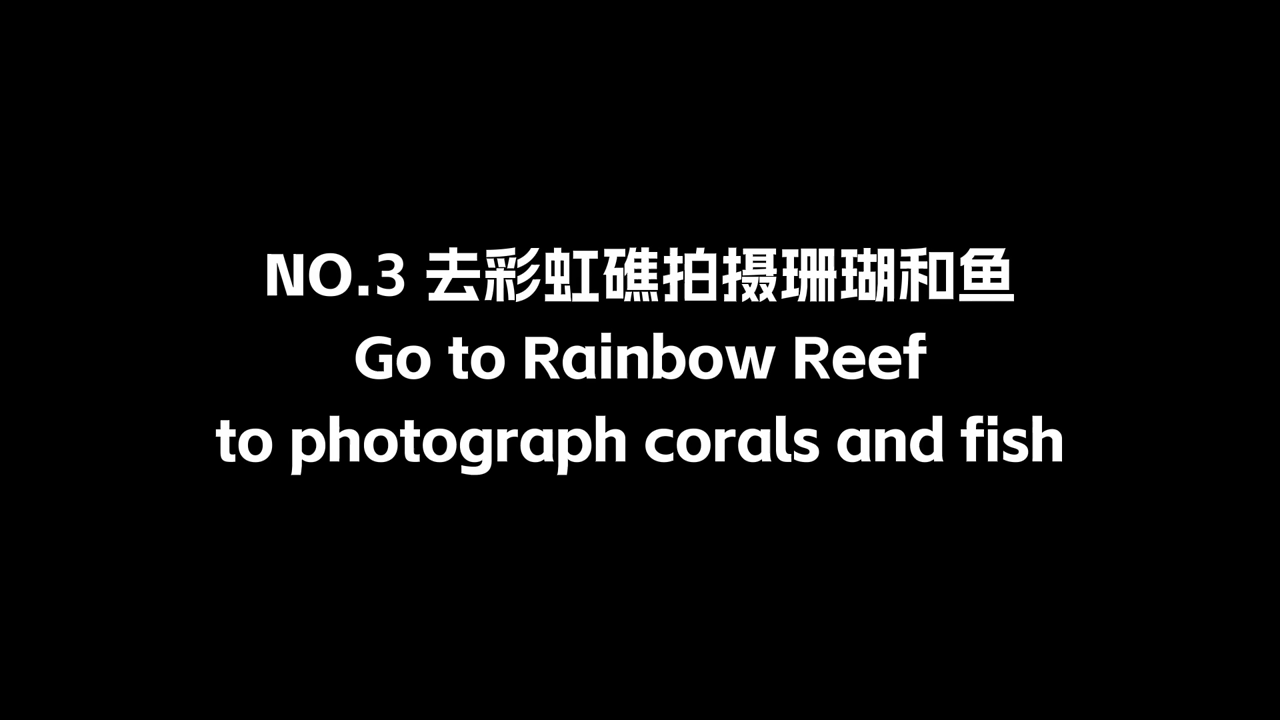 NO.3 去彩虹礁拍摄珊瑚和鱼
Go to Rainbow Reef
to photograph corals and fish